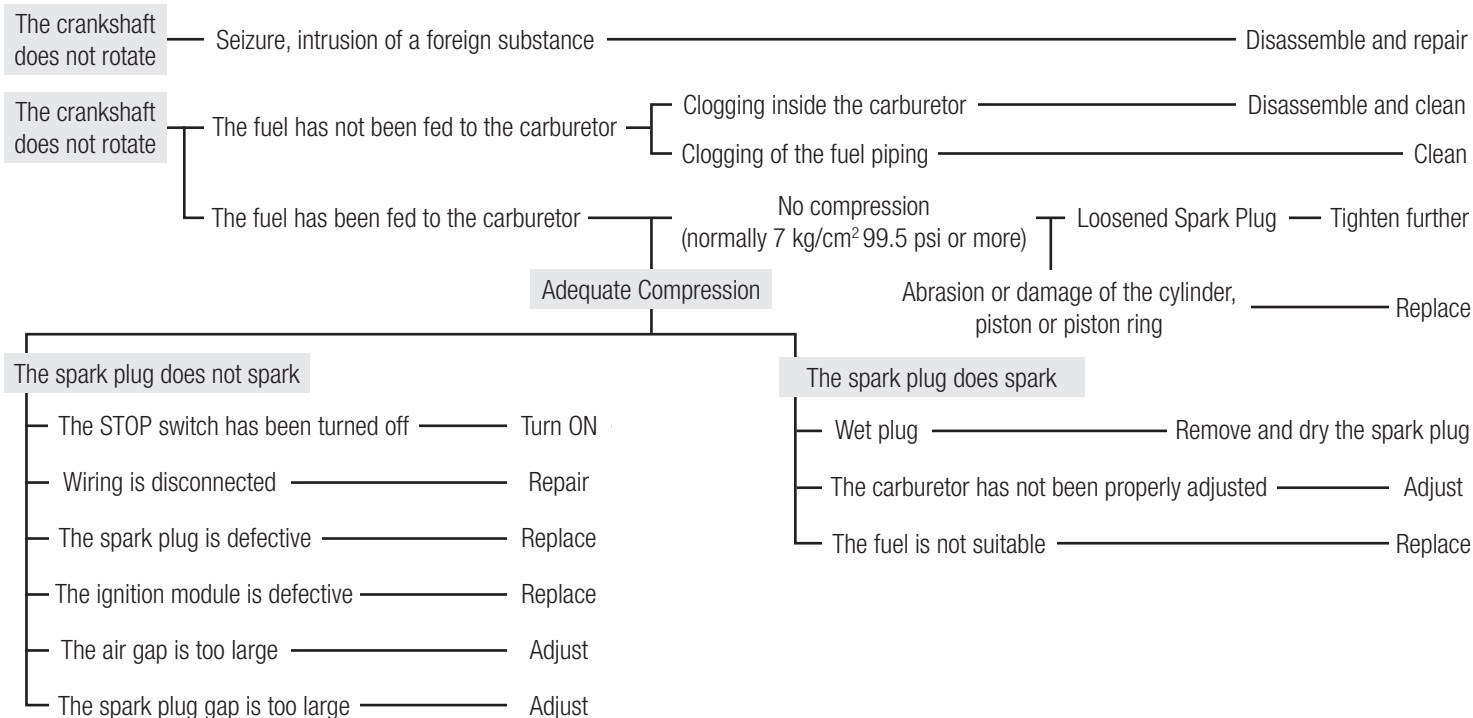 The crankshaft
does not rotate
Seizure, intrusion of a foreign substance
Disassemble and repair
The crankshaft
does not rotate
The fuel has not been fed to the carburetor
Clogging inside the carburetor
Disassemble and clean
Clogging of the fuel piping
Clean
The fuel has been fed to the carburetor
No compression
(normally 7 kg/cm² 99.5 psi or more)
Loosened Spark Plug
Tighten further
Abrasion or damage of the cylinder,
piston or piston ring
Replace
Adequate Compression
The spark plug does not spark
The STOP switch has been turned off
Turn ON
Wiring is disconnected
Repair
The spark plug is defective
Replace
The ignition module is defective
Replace
The air gap is too large
Adjust
The spark plug gap is too large
Adjust
The spark plug does spark
Wet plug
Remove and dry the spark plug
The carburetor has not been properly adjusted
Adjust
The fuel is not suitable
Replace